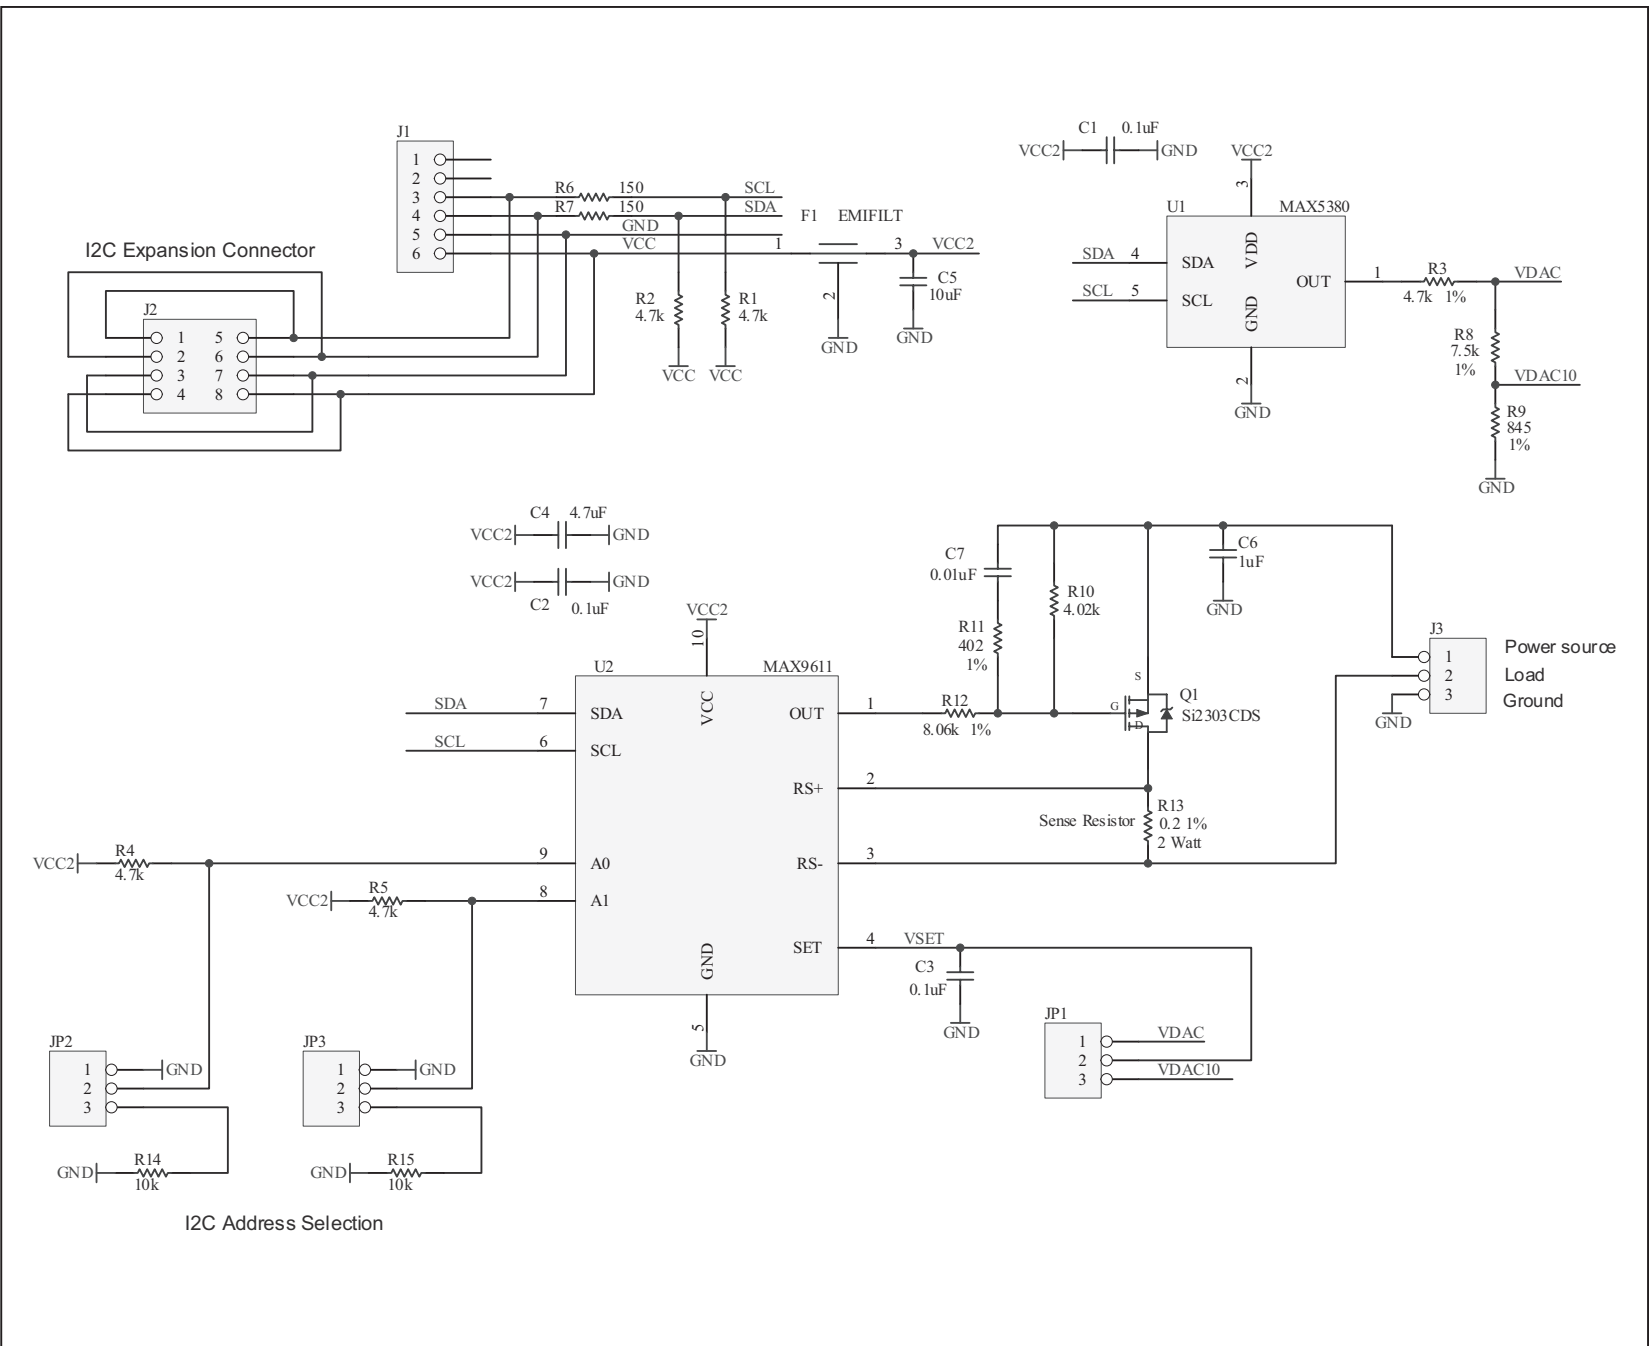 J1
1
2
3
4
5
6
R6 150 SCL
R7 150 SDA
GND
VCC
F1 EMIFILT
1
3
VCC2
2
GND
C5
10uF
GND
R2
4.7k
VCC
R1
4.7k
VCC
I2C Expansion Connector
J2
1 5
2 6
3 7
4 8
C1 0.1uF
VCC2 GND
VCC2
3
U1 MAX5380
SDA 4 SDA
SCL 5 SCL
VDD
GND
OUT
1
2
GND
R3
4.7k 1%
VDAC
R8
7.5k
1%
VDAC10
R9
845
1%
GND
C4 4.7uF
VCC2 GND
VCC2 GND
C2 0.1uF
VCC2
10
U2 MAX9611
SDA 7 SDA
SCL 6 SCL
VCC
OUT 1
RS+ 2
RS- 3
SET 4 VSET
9 A0
8 A1
GND
5
GND
VCC2
R4
4.7k
VCC2
R5
4.7k
C7
0.01uF
R11
402
1%
R10
4.02k
R12
8.06k 1%
C6
1uF
GND
S
G
D
Q1
Si2303CDS
Sense Resistor
R13
0.2 1%
2 Watt
J3
1
2
3
Power source
Load
Ground
GND
C3
0.1uF
GND
JP1
1 VDAC
2
3 VDAC10
JP2
1 GND
2
3
GND
R14
10k
JP3
1 GND
2
3
GND
R15
10k
I2C Address Selection